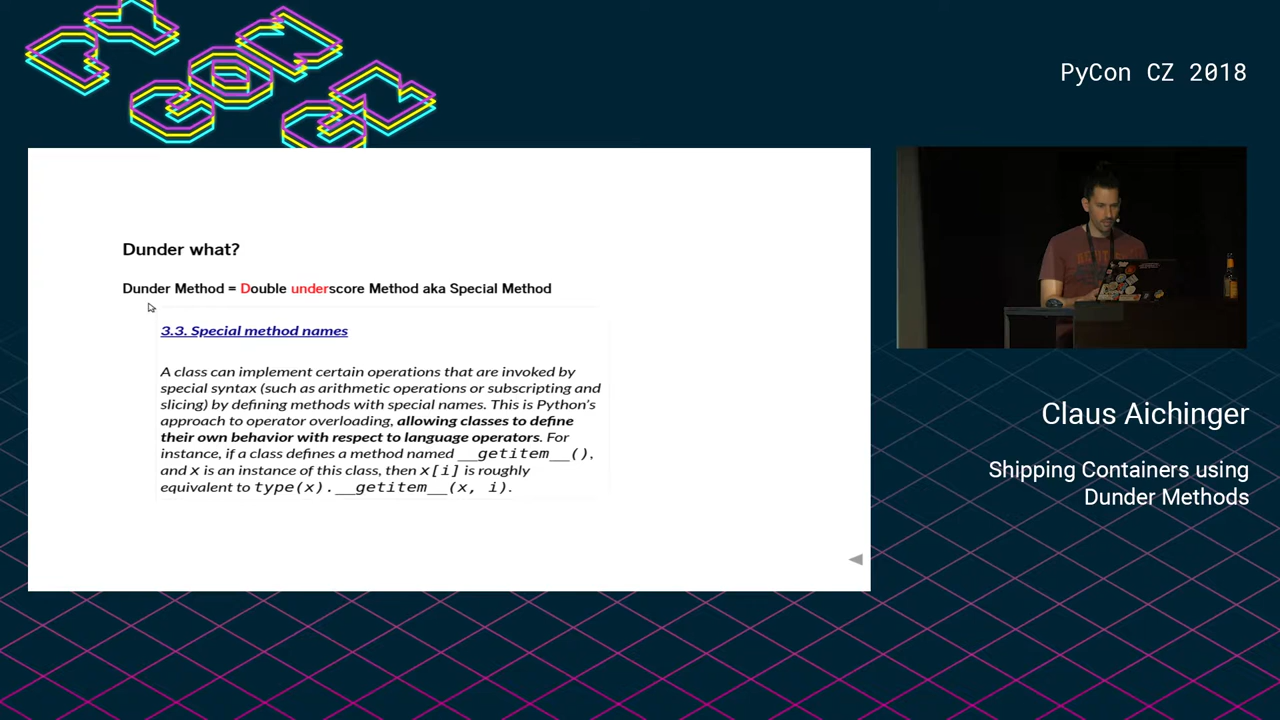 PYCON CZ
PyCon CZ 2018
Dunder what?
Dunder Method = Double underscore Method aka Special Method
3.3. Special method names
A class can implement certain operations that are invoked by
special syntax (such as arithmetic operations or subscripting and
slicing) by defining methods with special names. This is Python's
approach to operator overloading, allowing classes to define
their own behavior with respect to language operators. For
instance, if a class defines a method named __getitem__(),
and x is an instance of this class, then x[i] is roughly
equivalent to type(x).__getitem__(x, i).
Claus Aichinger
Shipping Containers using
Dunder Methods